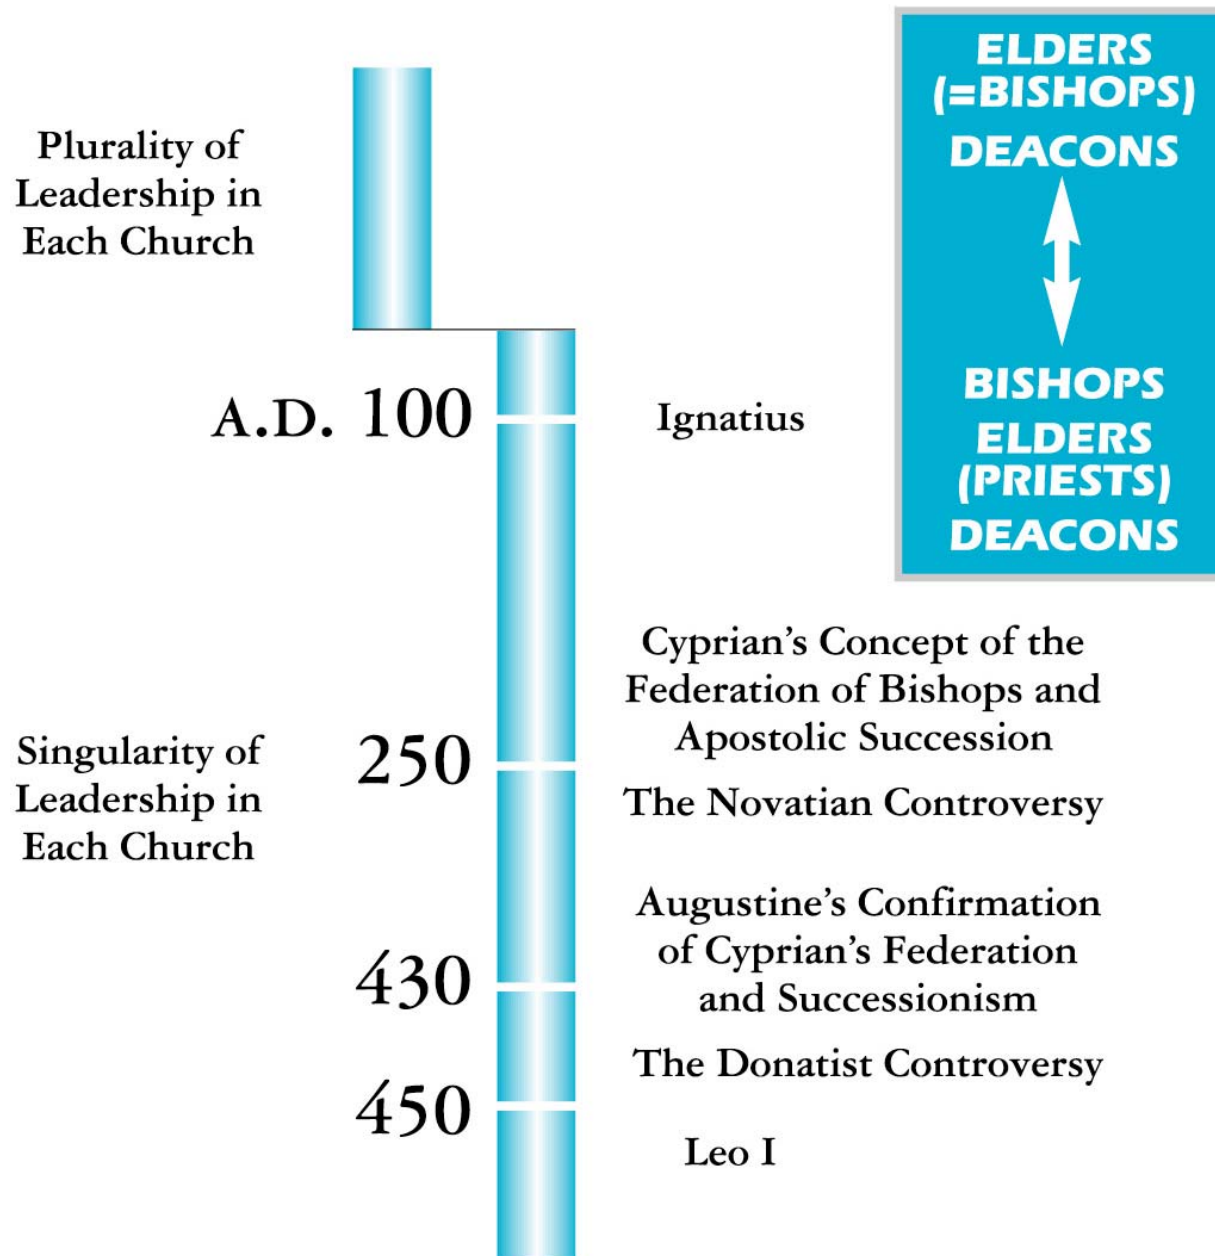 ELDERS
(=BISHOPS)
DEACONS
BISHOPS
ELDERS
(PRIESTS)
DEACONS
Plurality of
Leadership in
Each Church
A.D. 100
Ignatius
Cyprian’s Concept of the
Federation of Bishops and
Apostolic Succession
Singularity of
Leadership in
Each Church
250
The Novatian Controversy
Augustine’s Confirmation
of Cyprian’s Federation
and Successionism
430
The Donatist Controversy
450
Leo I